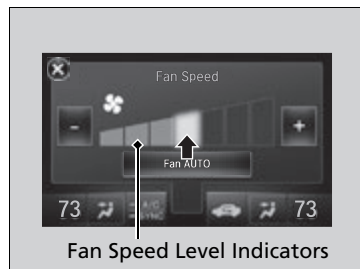 Fan Speed
-
+
Fan AUTO
73
A/C
SYNC
73
Fan Speed Level Indicators